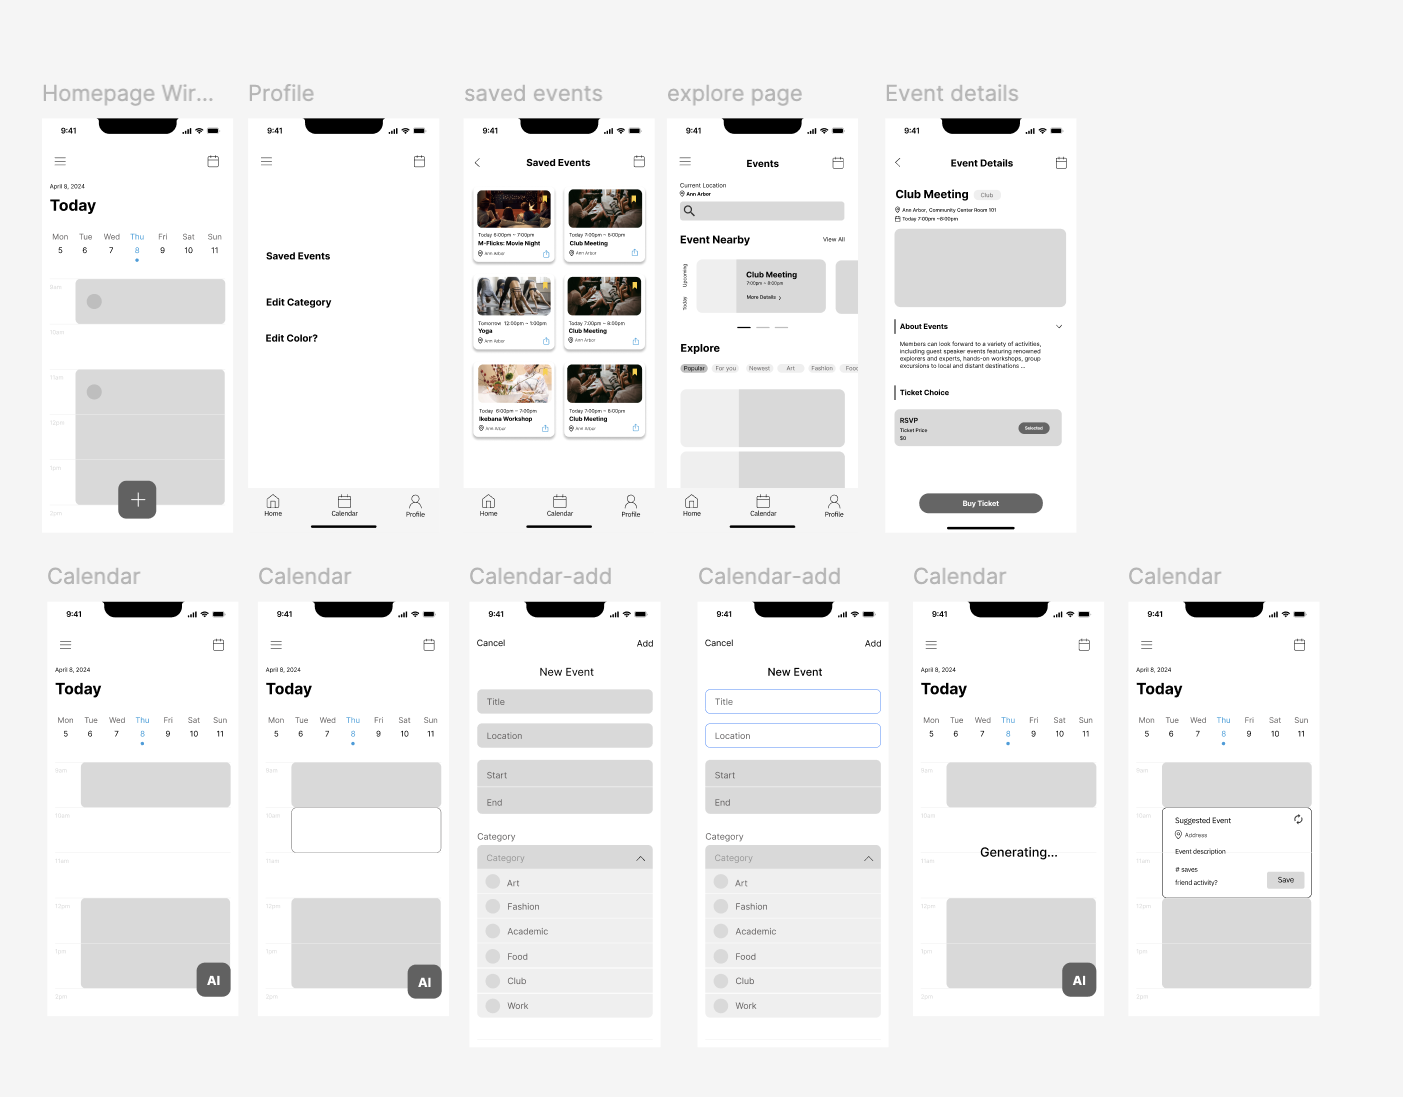 Homepage Wir...
Profile
saved events
explore page
Event details
9:41
April 8, 2024
Today
Mon Tue Wed Thu Fri Sat Sun
5 6 7 8 9 10 11
9am
10pm
11pm
12pm
1pm
2pm
9:41
Saved Events
Edit Category
Edit Color?
Home
Calendar
Profile
9:41
Saved Events
Today 6:00pm – 7:00pm
M-Flicks: Movie Night
Ann Arbor
Today 7:00pm – 8:00pm
Club Meeting
Ann Arbor
Tomorrow 12:00pm – 1:00pm
Yoga
Ann Arbor
Today 7:00pm – 8:00pm
Club Meeting
Ann Arbor
Today 6:00pm – 7:00pm
Ikebana Workshop
Ann Arbor
Today 7:00pm – 8:00pm
Club Meeting
Ann Arbor
Home
Calendar
Profile
9:41
Events
Current Location
Ann Arbor
Event Nearby
View All
Upcoming
Today
Club Meeting
7:00pm – 8:00pm
More Details
Explore
Popular
For you
Newest
Art
Fashion
Food
Home
Calendar
Profile
9:41
Event Details
Club Meeting
Club
Ann Arbor, Community Center Room 101
Today 7:00pm –8:00pm
About Events
Members can look forward to a variety of activities,
including guest speaker events featuring renowned
explorers and experts, hands-on workshops, group
excursions to local and distant destinations ...
Ticket Choice
RSVP
Ticket Price
$0
Selected
Buy Ticket
Calendar
Calendar
Calendar-add
Calendar-add
Calendar
Calendar
9:41
April 8, 2024
Today
Mon Tue Wed Thu Fri Sat Sun
5 6 7 8 9 10 11
9am
10am
11am
12pm
1pm
2pm
AI
9:41
April 8, 2024
Today
Mon Tue Wed Thu Fri Sat Sun
5 6 7 8 9 10 11
9am
10am
11am
12pm
1pm
2pm
AI
9:41
Cancel
Add
New Event
Title
Location
Start
End
Category
Category
Art
Fashion
Academic
Food
Club
Work
9:41
Cancel
Add
New Event
Title
Location
Start
End
Category
Category
Art
Fashion
Academic
Food
Club
Work
9:41
April 8, 2024
Today
Mon Tue Wed Thu Fri Sat Sun
5 6 7 8 9 10 11
9am
10am
Generating...
11am
12pm
1pm
2pm
AI
9:41
April 8, 2024
Today
Mon Tue Wed Thu Fri Sat Sun
5 6 7 8 9 10 11
9am
10am
Suggested Event
Address
Event description
11am
# saves
friend activity?
Save
12pm
1pm
2pm